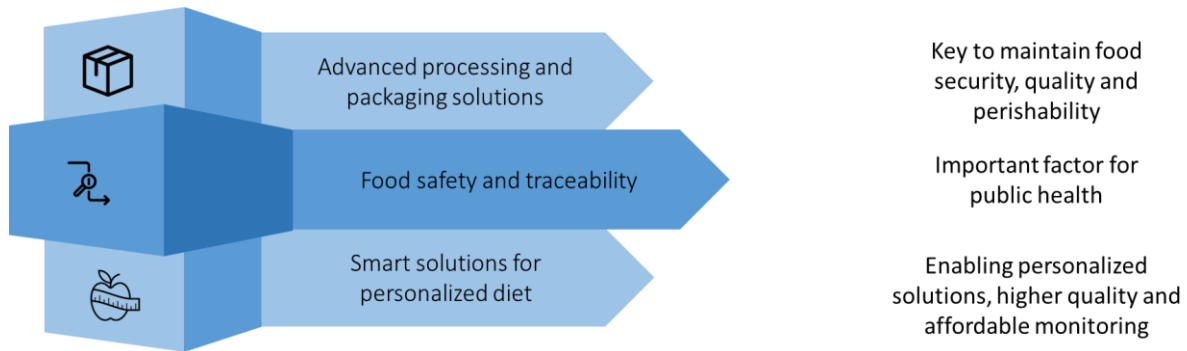 Advanced processing and
packaging solutions
Key to maintain food
security, quality and
perishability
Food safety and traceability
Important factor for
public health
Smart solutions for
personalized diet
Enabling personalized
solutions, higher quality and
affordable monitoring